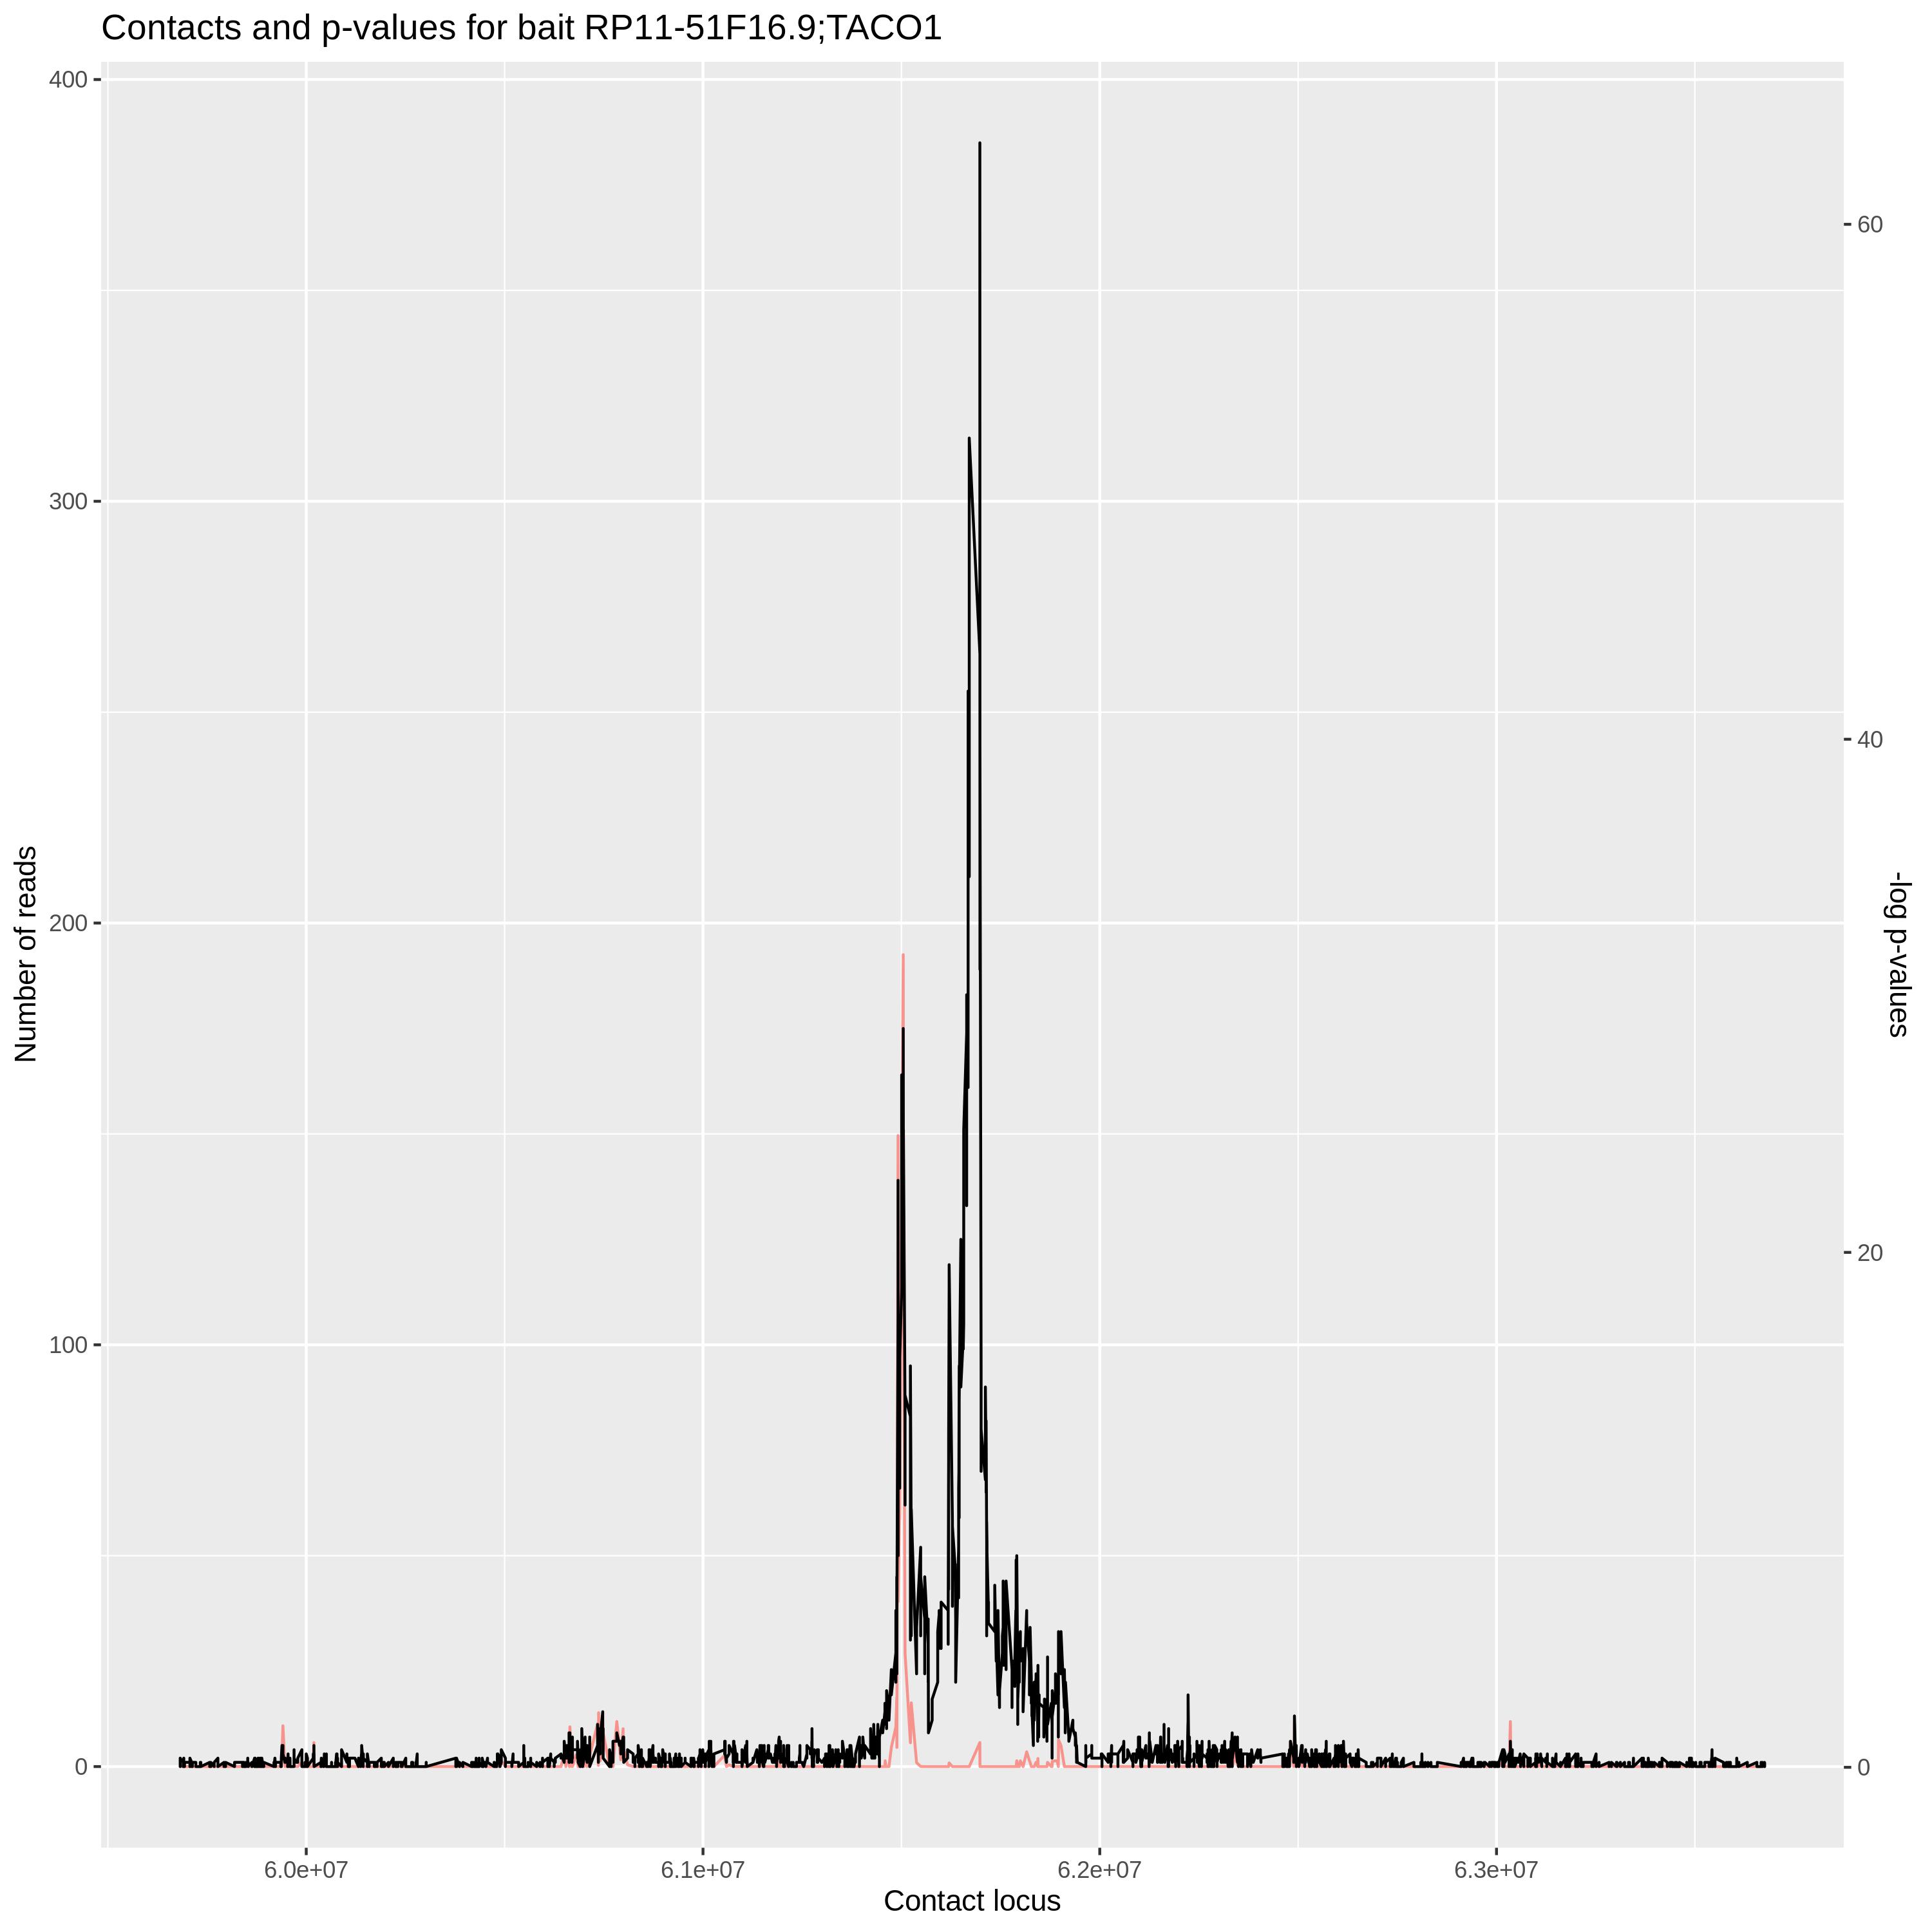 Contacts and p-values for bait RP11-51F16.9;TACO1
400
300
200
100
0
Number of reads
60
40
20
0
-log p-values
6.0e+07
6.1e+07
6.2e+07
6.3e+07
Contact locus